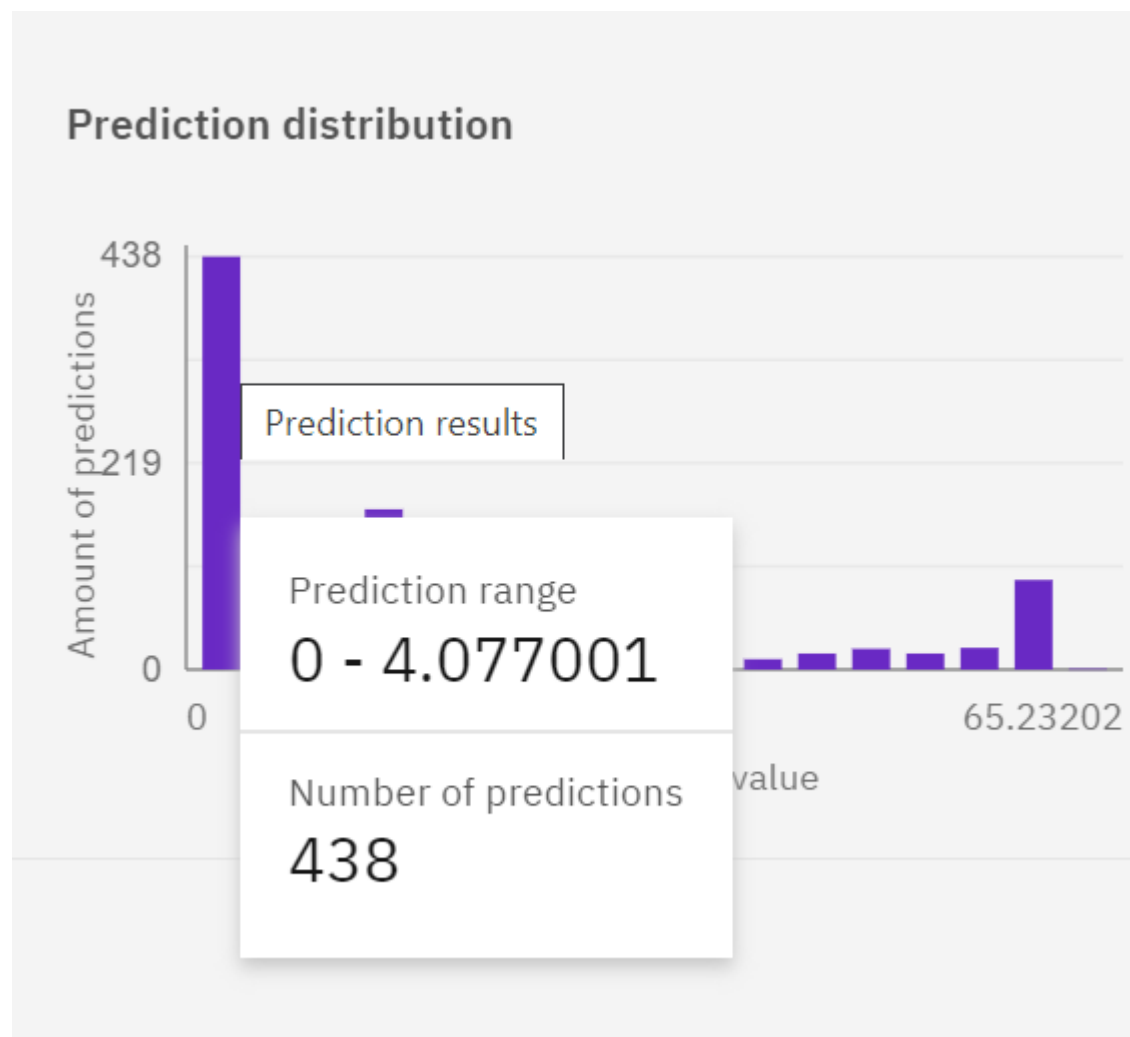 Prediction distribution
438
Amount of predictions
219
Prediction results
Prediction range
0 - 4.077001
0
0
65.23202
value
Number of predictions
438